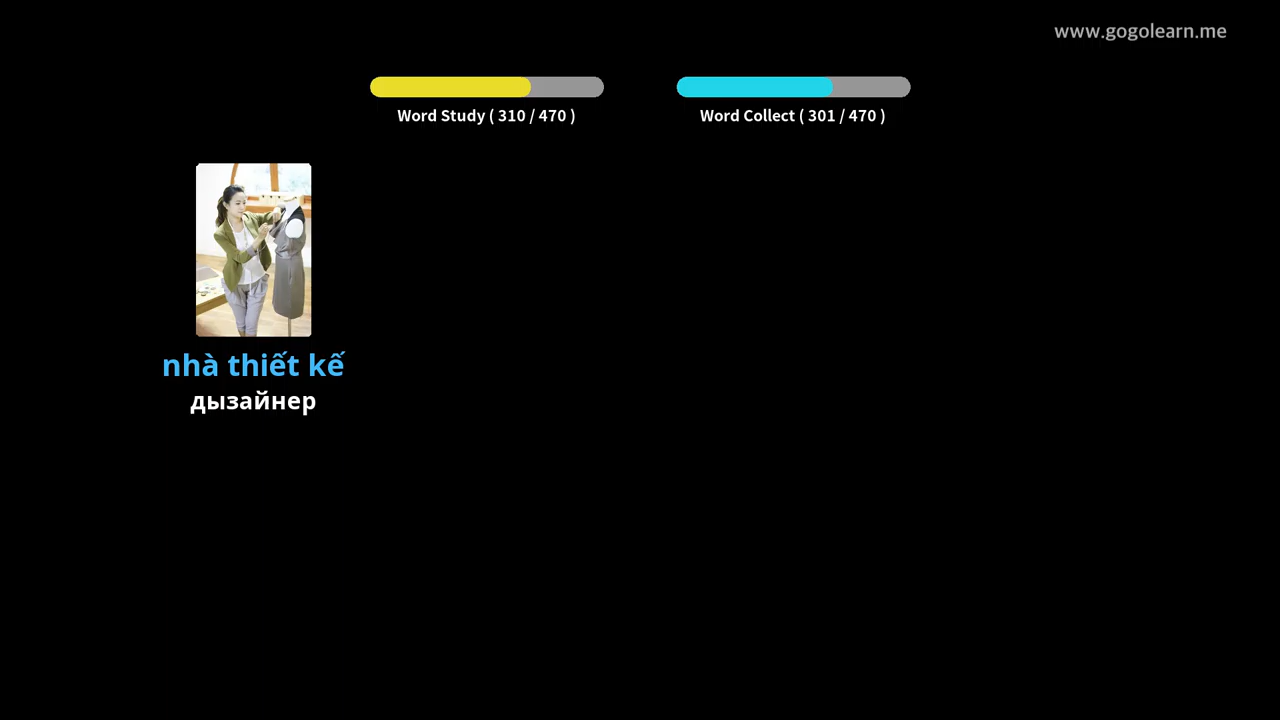 www.gogolearn.me
Word Study ( 310 / 470 )
Word Collect ( 301 / 470 )
nhà thiết kế
дызайнер